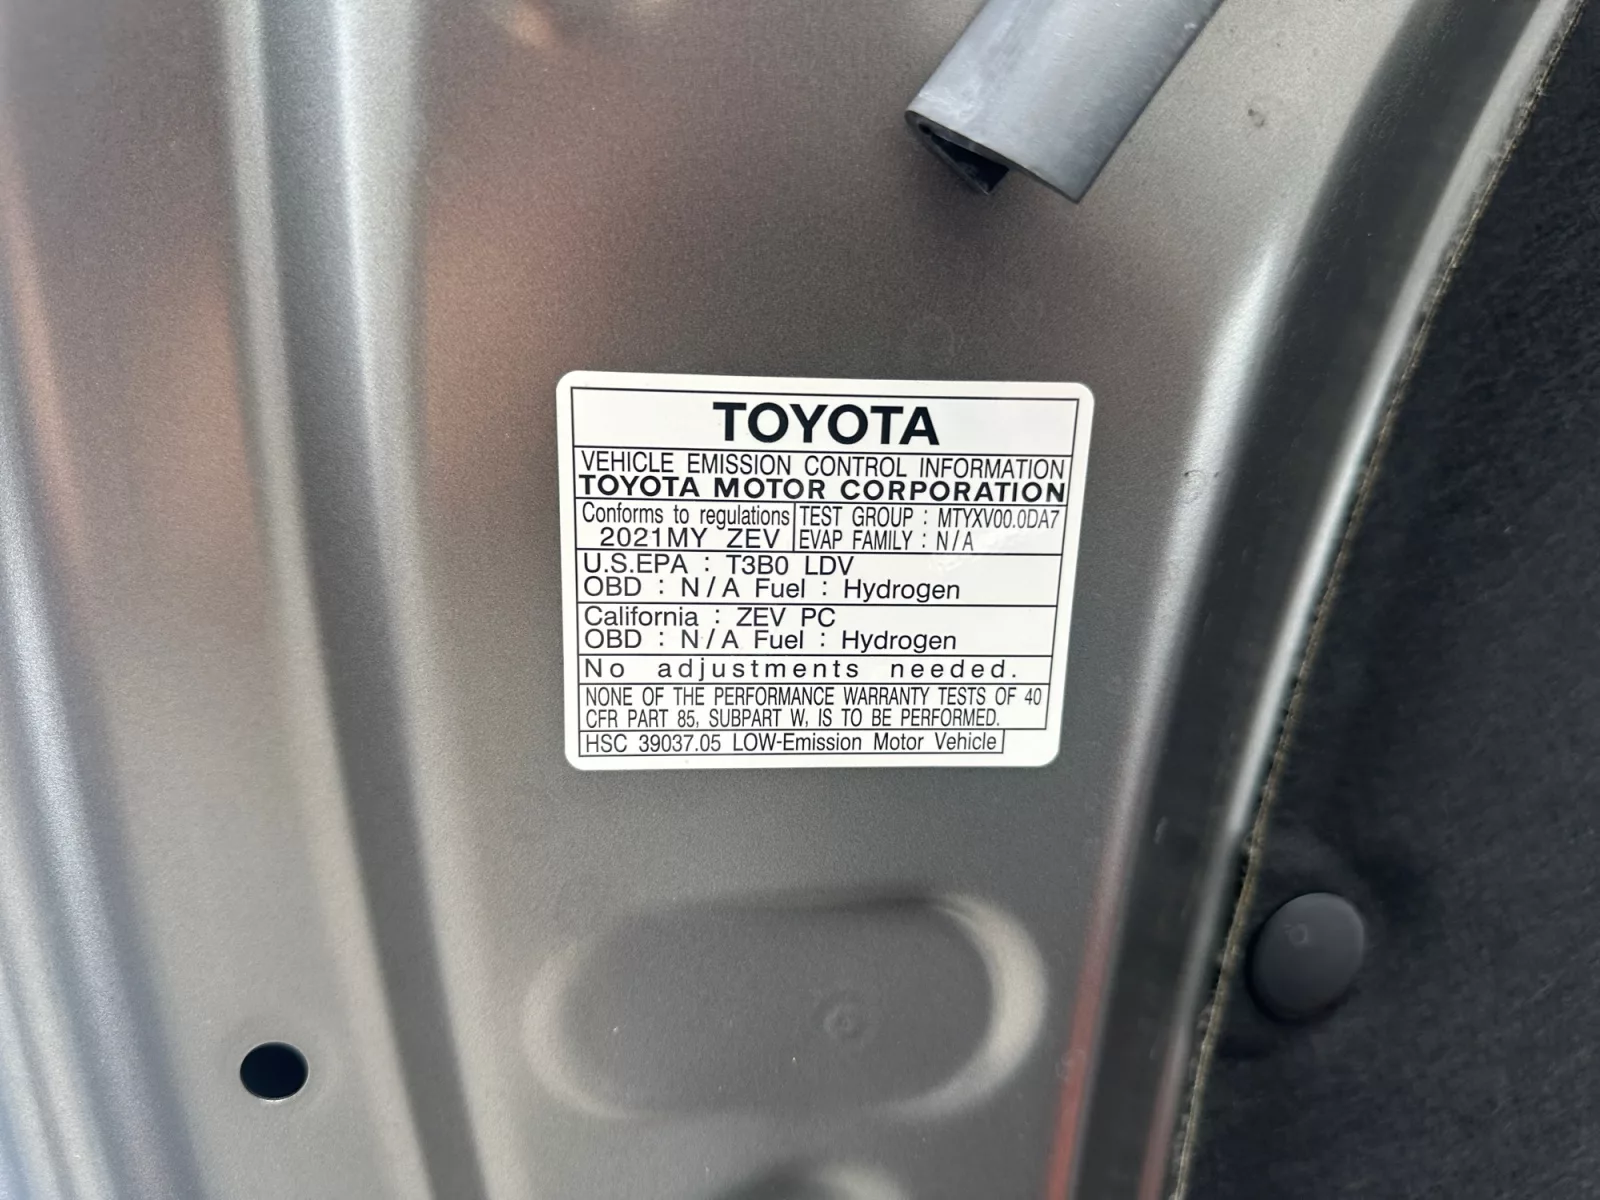 TOYOTA
VEHICLE EMISSION CONTROL INFORMATION
TOYOTA MOTOR CORPORATION
Conforms to regulations
2021MY ZEV
TEST GROUP : MTYXV00.0DA7
EVAP FAMILY : N/A
U.S.EPA : T3B0 LDV
OBD : N/A Fuel : Hydrogen
California : ZEV PC
OBD : N/A Fuel : Hydrogen
No adjustments needed.
NONE OF THE PERFORMANCE WARRANTY TESTS OF 40
CFR PART 85, SUBPART W, IS TO BE PERFORMED.
HSC 39037.05 LOW-Emission Motor Vehicle